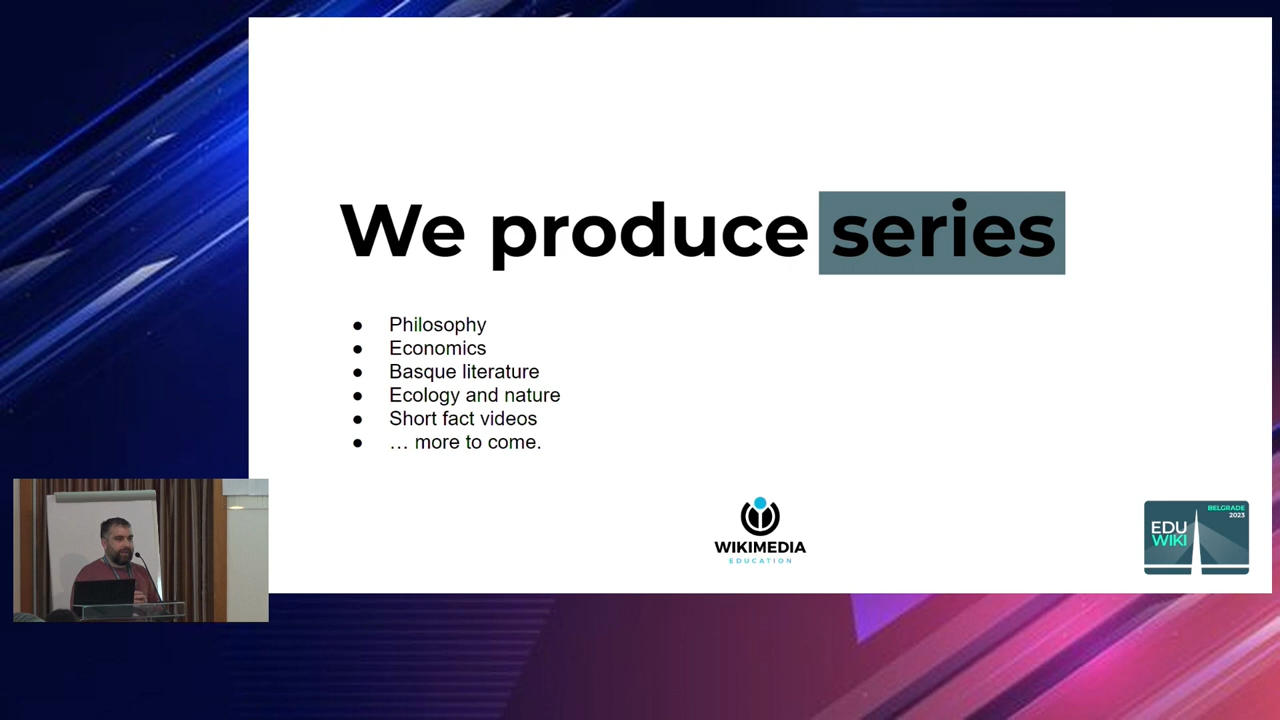 We produce series
● Philosophy
● Economics
● Basque literature
● Ecology and nature
● Short fact videos
● … more to come.
WIKIMEDIA
EDUCATION
BELGRADE
2023
EDU
WIKI